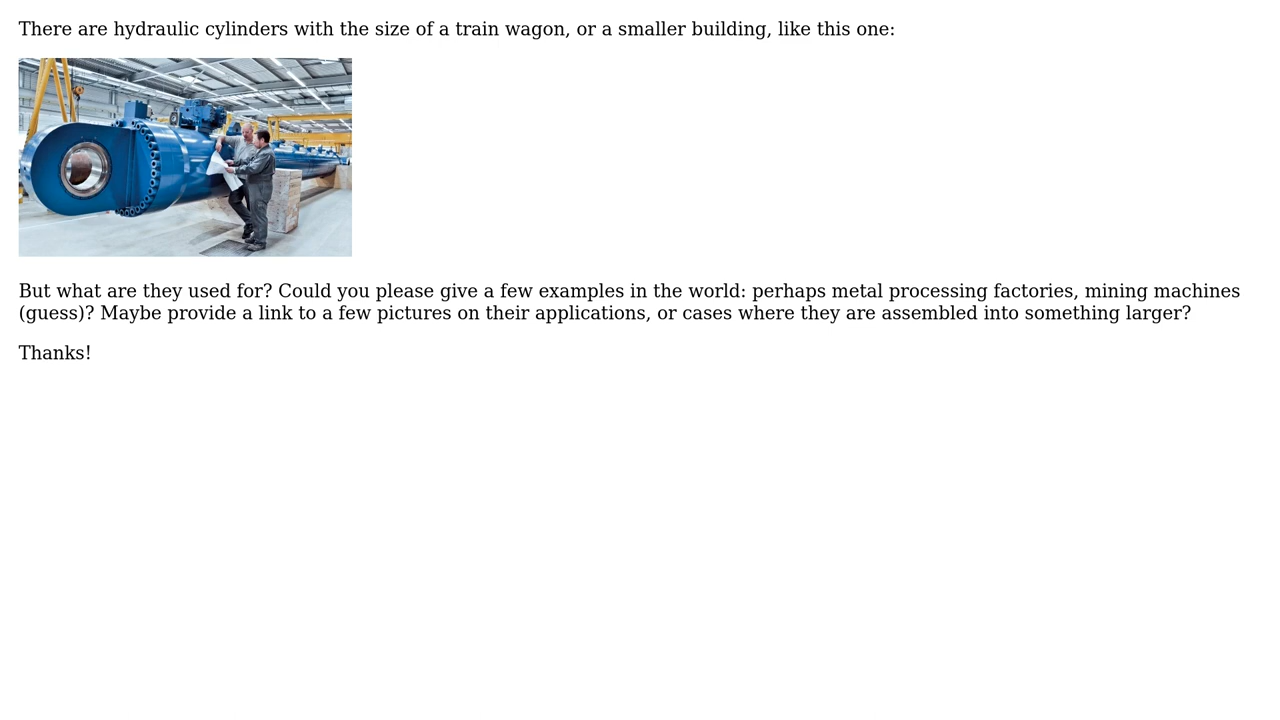 There are hydraulic cylinders with the size of a train wagon, or a smaller building, like this one:
But what are they used for? Could you please give a few examples in the world: perhaps metal processing factories, mining machines
(guess)? Maybe provide a link to a few pictures on their applications, or cases where they are assembled into something larger?
Thanks!